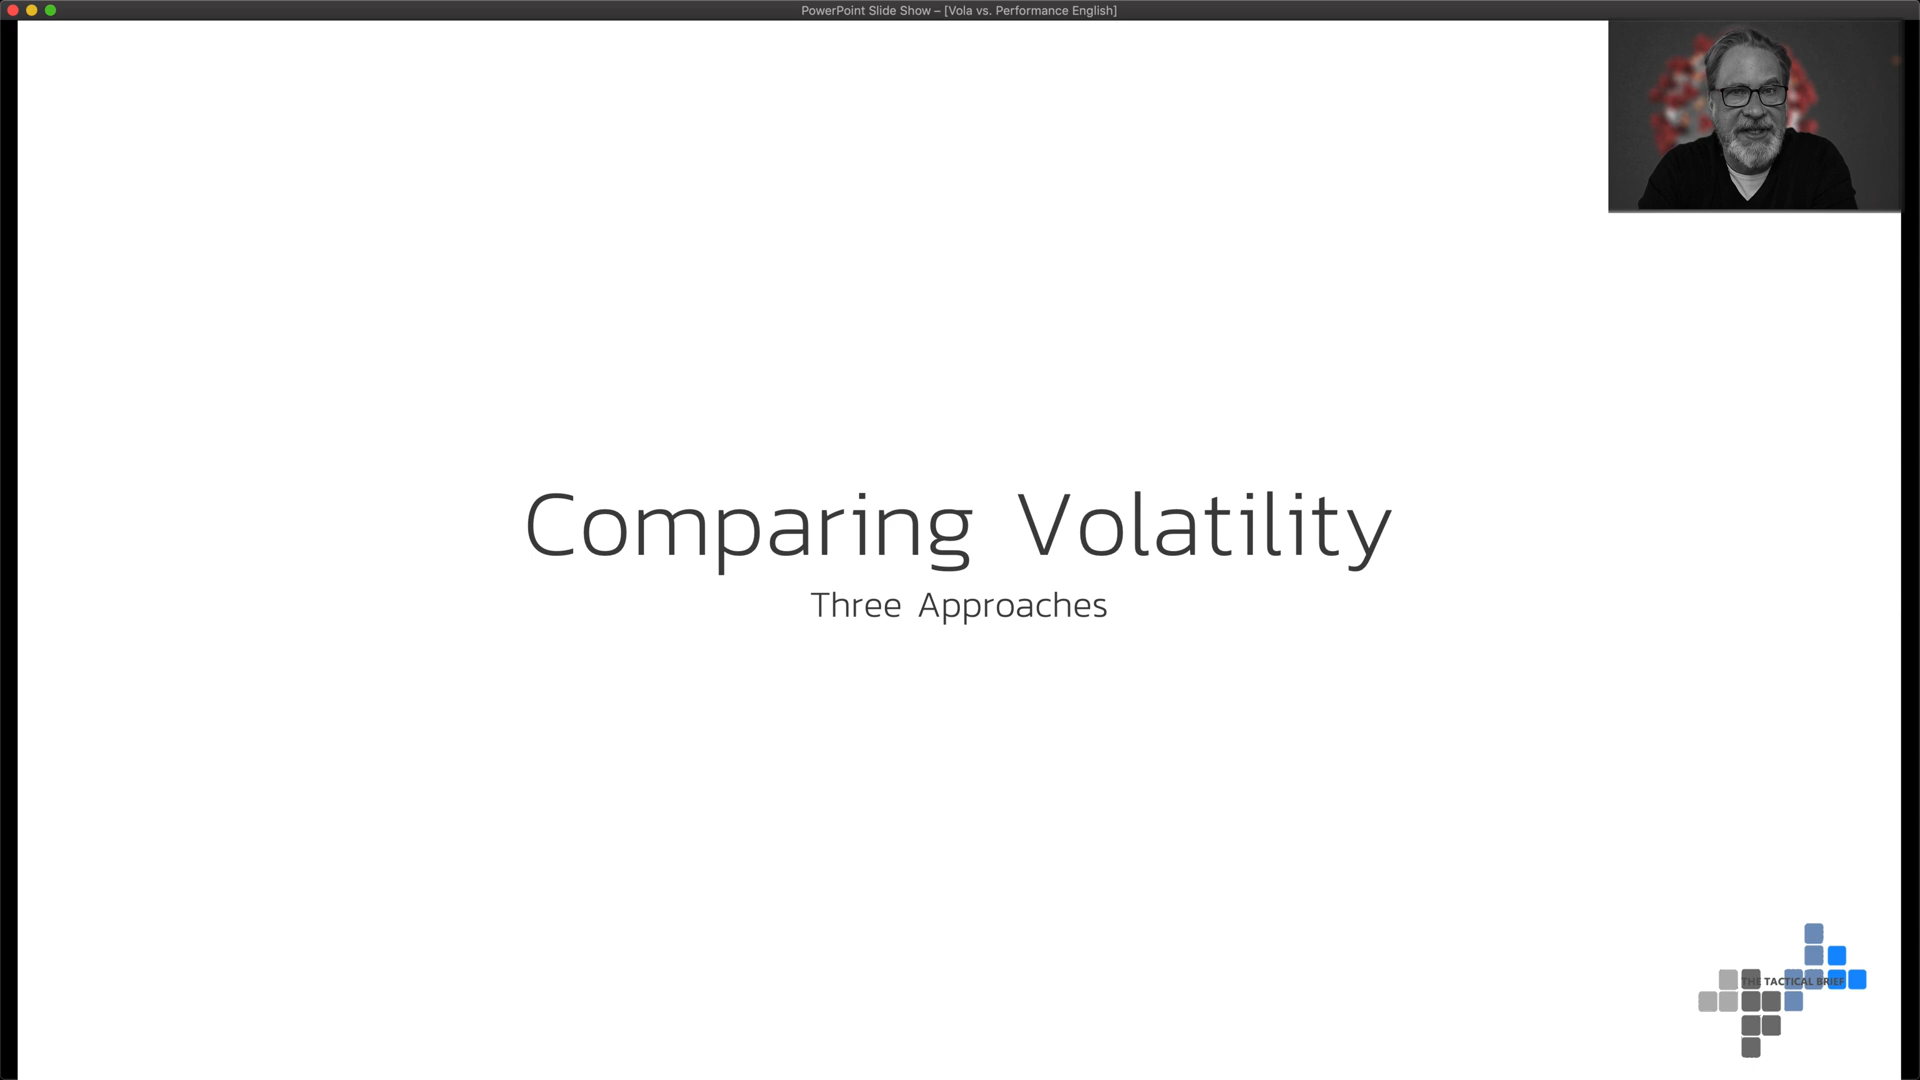 PowerPoint Slide Show – [Vola vs. Performance English]
Comparing Volatility
Three Approaches
THE TACTICAL BRIEF